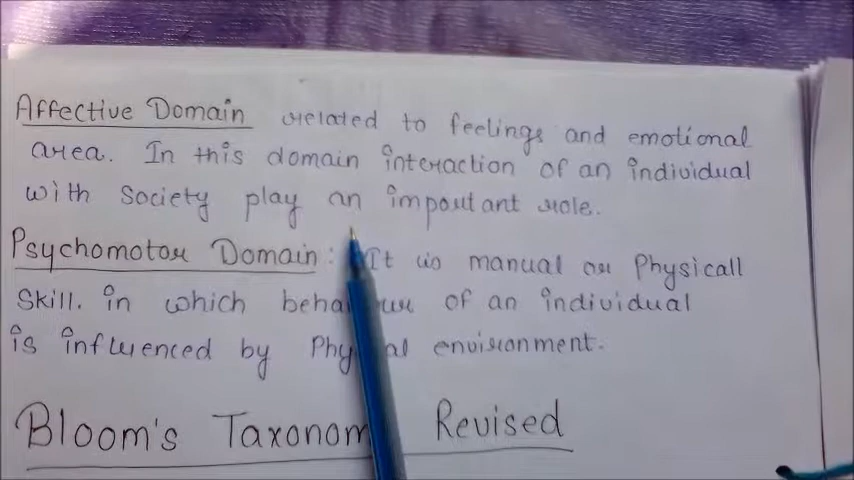 Affective Domain related to feelings and emotional
area. In this domain interaction of an individual
with Society play an important role.
Psychomotor Domain: It is manual or Physicall
Skill. in which of an individual
is influenced by environment.
Bloom's Revised